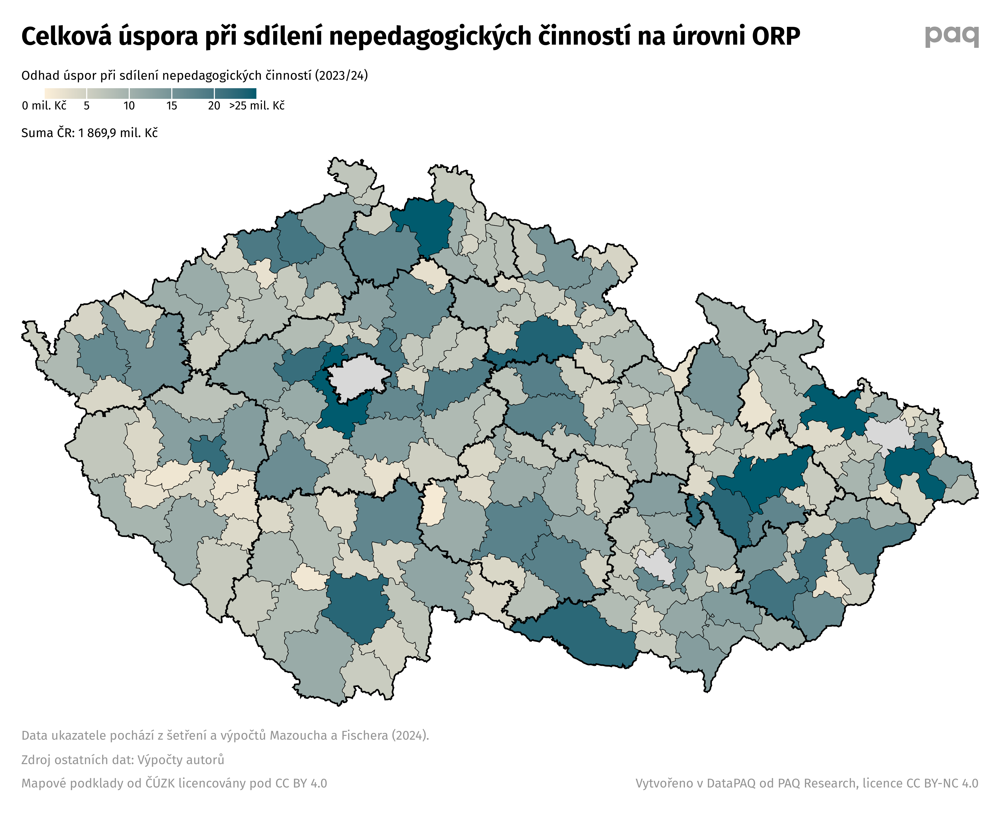 Celková úspora při sdílení nepedagogických činností na úrovni ORP
paq
Odhad úspor při sdílení nepedagogických činností (2023/24)
0 mil. Kč 5 10 15 20 >25 mil. Kč
Suma ČR: 1 869,9 mil. Kč
Data ukazatele pochází z šetření a výpočtů Mazoucha a Fischera (2024).
Zdroj ostatních dat: Výpočty autorů
Mapové podklady od ČÚZK licencovány pod CC BY 4.0
Vytvořeno v DataPAQ od PAQ Research, licence CC BY-NC 4.0